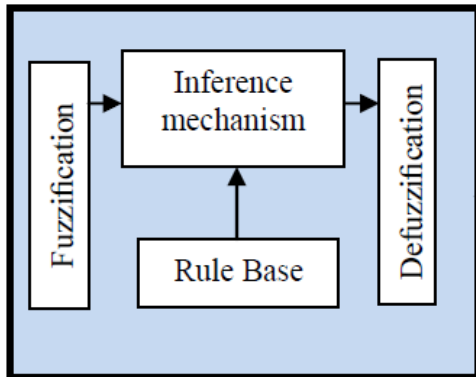 Fuzzification
Inference
mechanism
Rule Base
Defuzzification